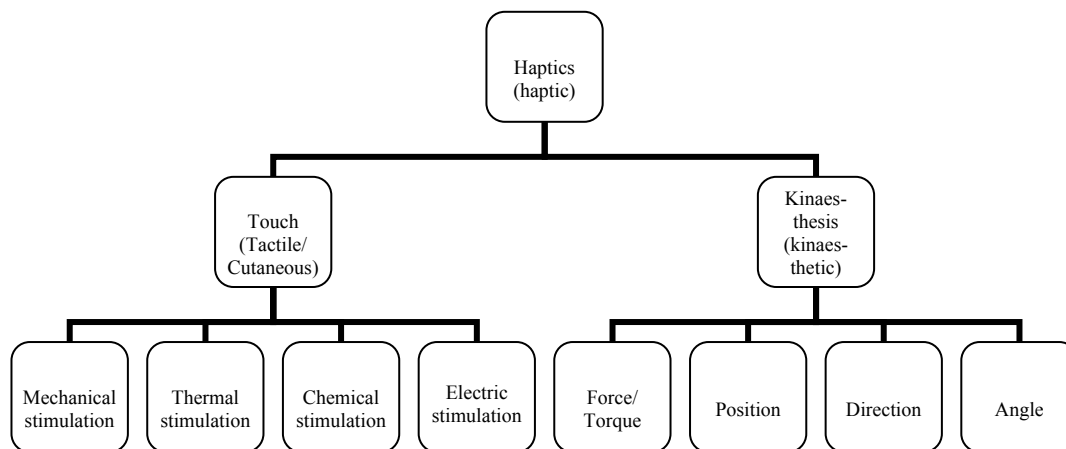 Haptics
(haptic)
Touch
(Tactile/
Cutaneous)
Kinaes-
thesis
(kinaes-
thetic)
Mechanical
stimulation
Thermal
stimulation
Chemical
stimulation
Electric
stimulation
Force/
Torque
Position
Direction
Angle